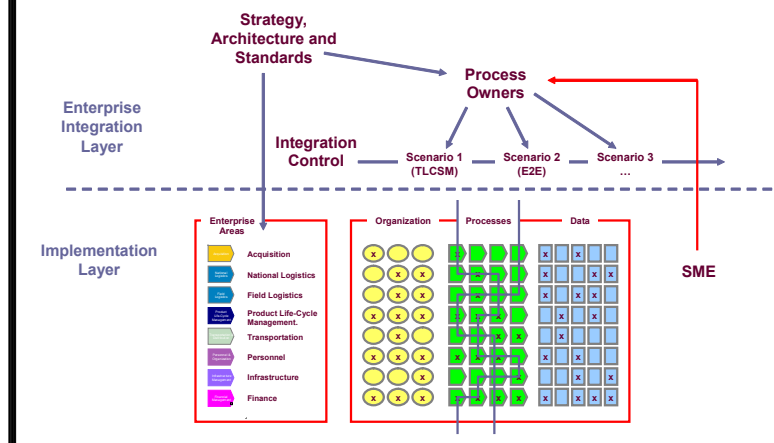 Strategy,
Architecture and
Standards
Process
Owners
Enterprise
Integration
Layer
Integration
Control
Scenario 1
(TLCSM)
Scenario 2
(E2E)
Scenario 3
...
Implementation
Layer
Enterprise
Areas
Organization
Processes
Data
SME
Acquisition
National Logistics
Field Logistics
Product Life-Cycle
Management.
Transportation
Personnel
Infrastructure
Finance
.
x x x
x x x x x x
x x x x x
x x x x x x
x x x x x
x x x x x x x x x
x x x x x
x x x x x x